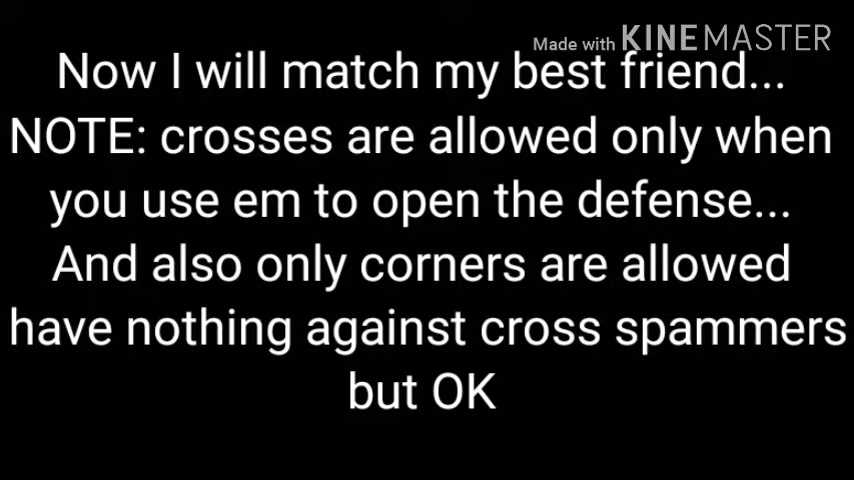 Made with KINEMASTER
Now I will match my best friend...
NOTE: crosses are allowed only when
you use em to open the defense...
And also only corners are allowed
have nothing against cross spammers
but OK